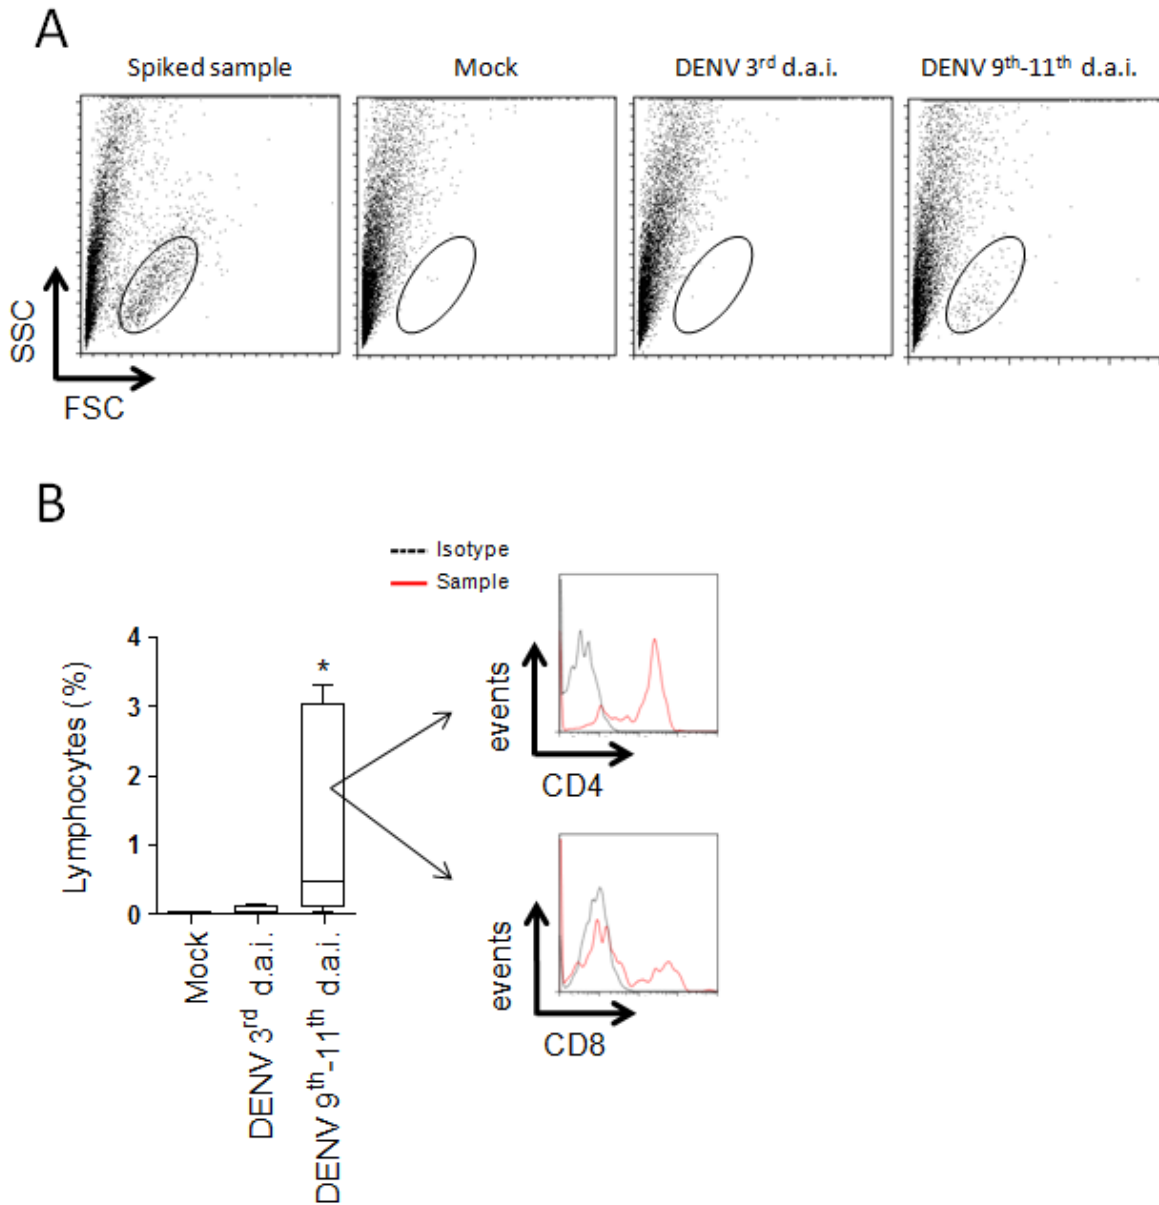 A
Spiked sample
Mock
DENV 3rd d.a.i.
DENV 9th-11th d.a.i.
SSC
FSC
B
Isotype
Sample
Lymphocytes (%)
4
3
2
1
0
*
Mock
DENV 3rd d.a.i.
DENV 9th-11th d.a.i.
events
CD4
events
CD8